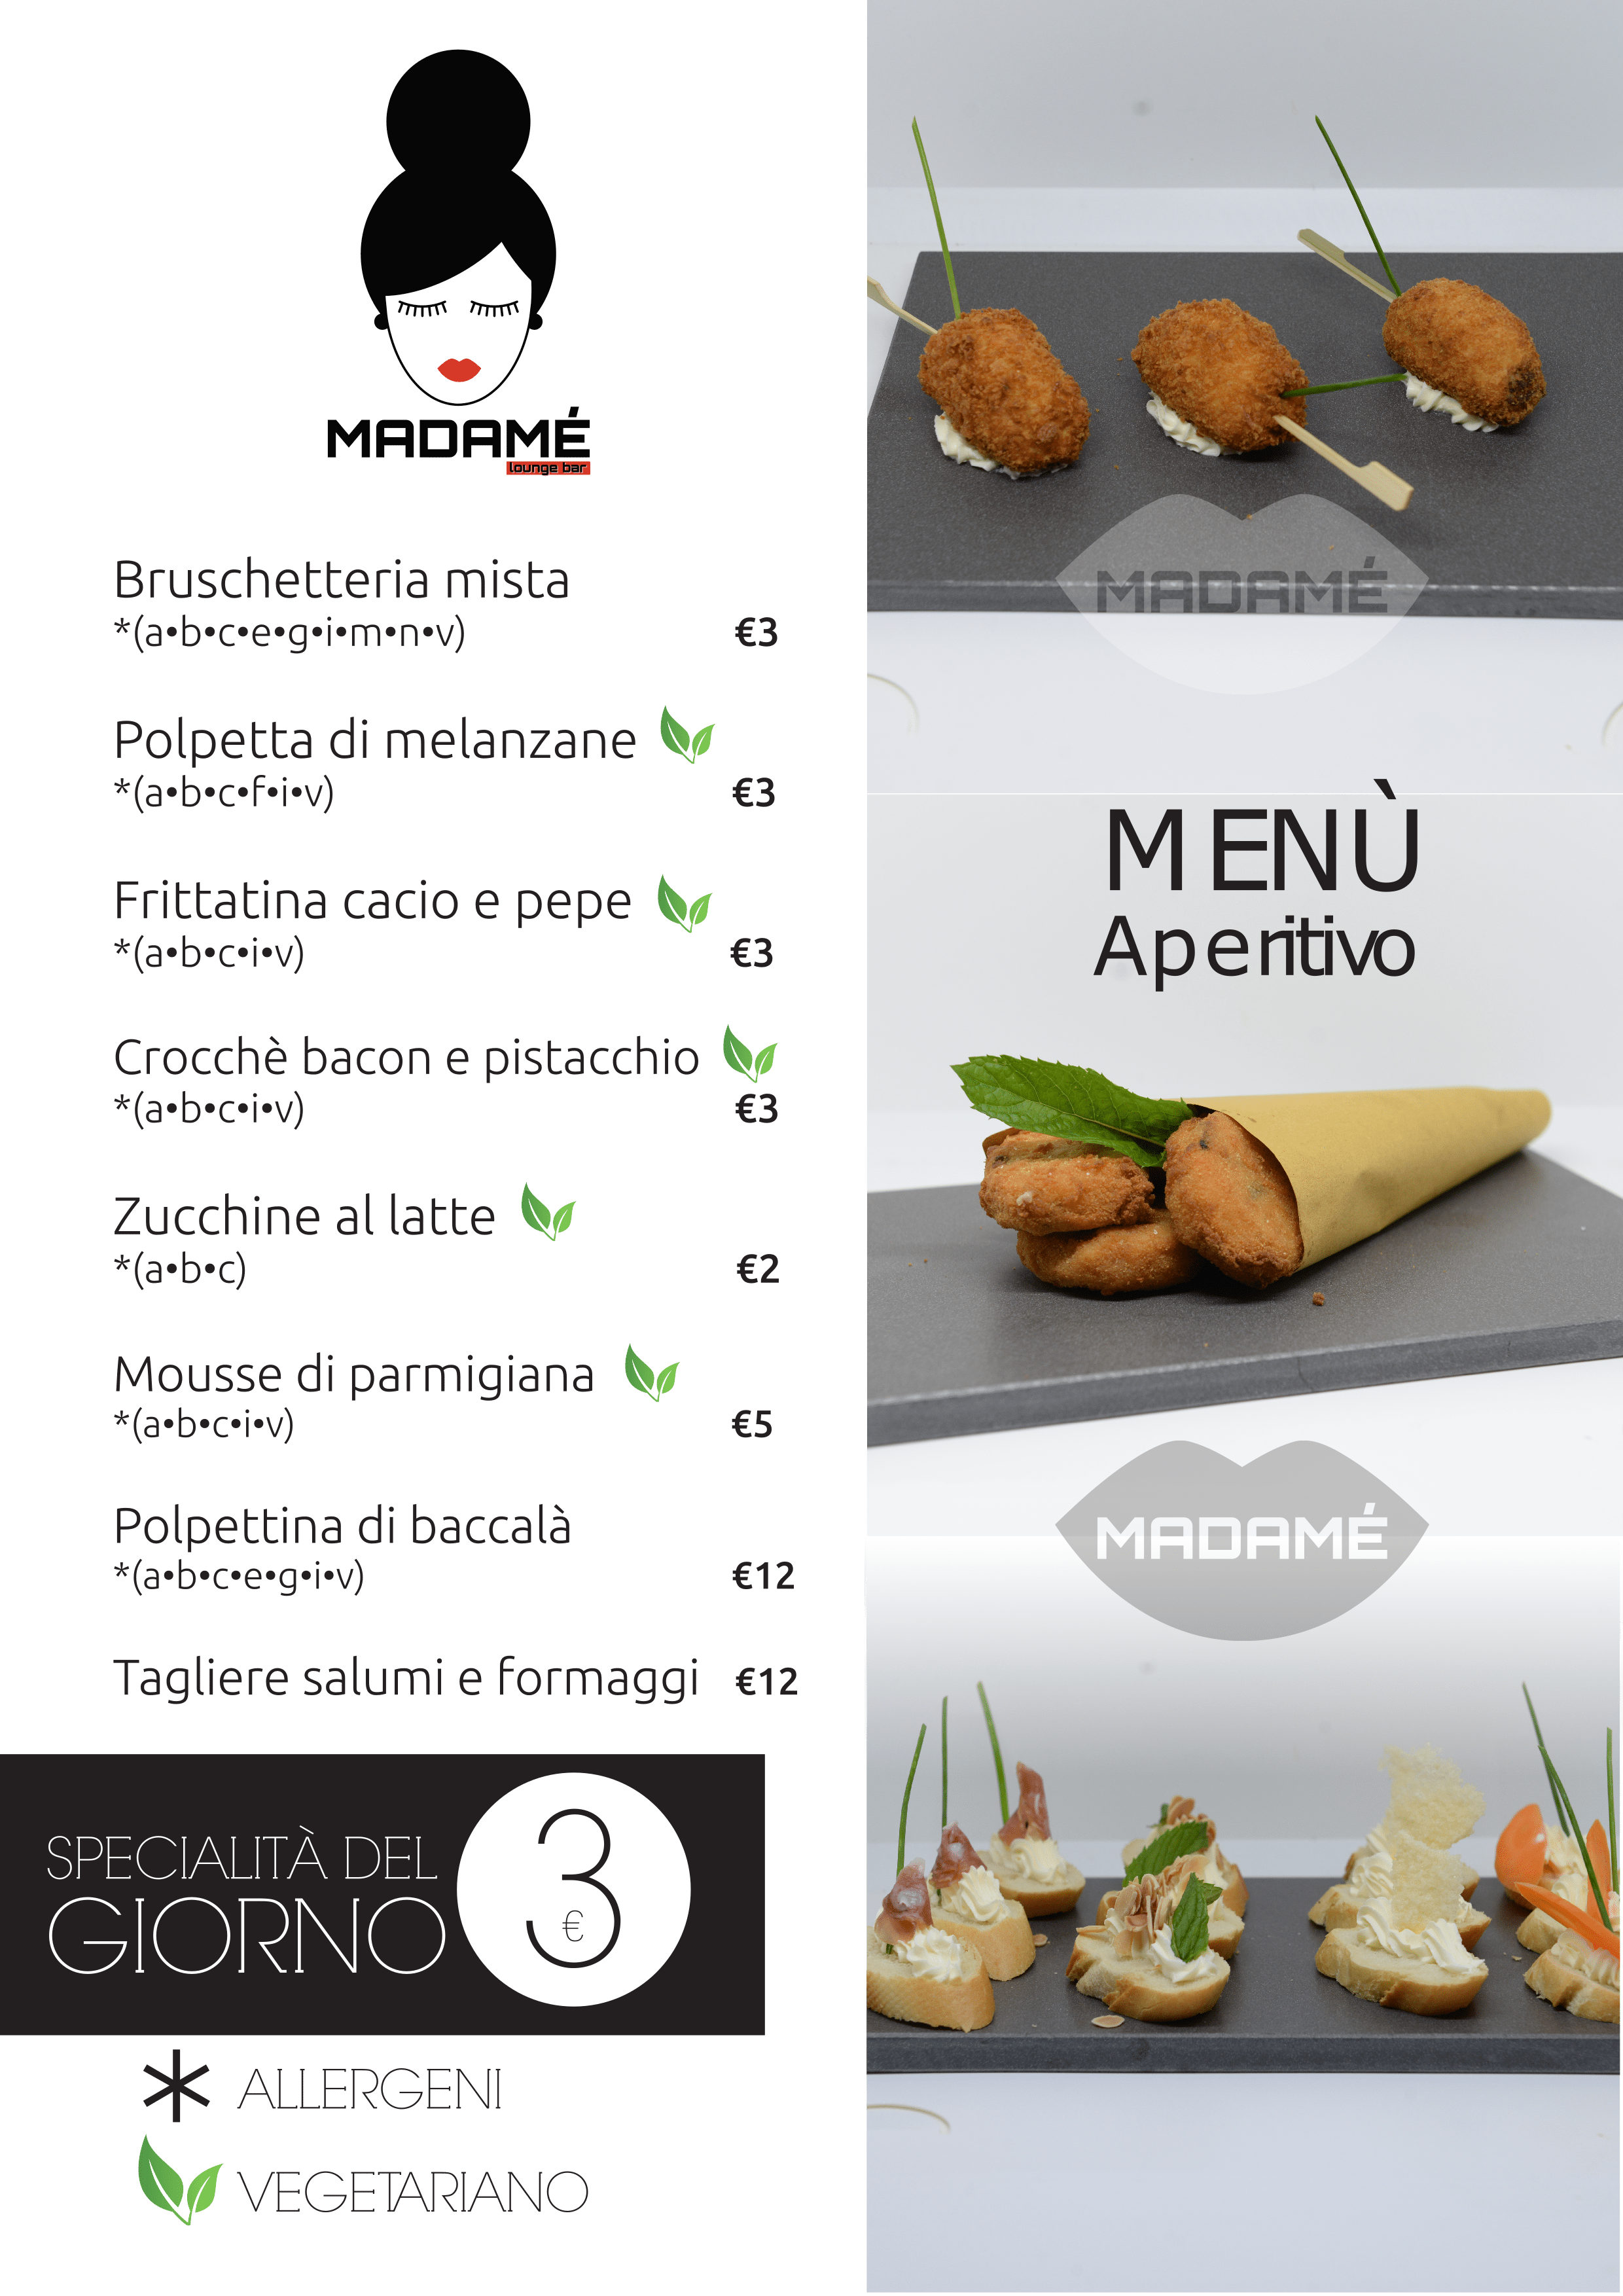 MADAMÉ
lounge bar
Bruschetteria mista
*(a•b•c•e•g•i•m•n•v) €3
Polpetta di melanzane
*(a•b•c•f•i•v) €3
Frittatina cacio e pepe
*(a•b•c•i•v) €3
Crocchè bacon e pistacchio
*(a•b•c•i•v) €3
Zucchine al latte
*(a•b•c) €2
Mousse di parmigiana
*(a•b•c•i•v) €5
Polpettina di baccalà
*(a•b•c•e•g•i•v) €12
Tagliere salumi e formaggi €12
SPECIALITÀ DEL
GIORNO
3
€
* ALLERGENI
VEGETARIANO
MADAMÉ
MENÙ
Aperitivo
MADAMÉ